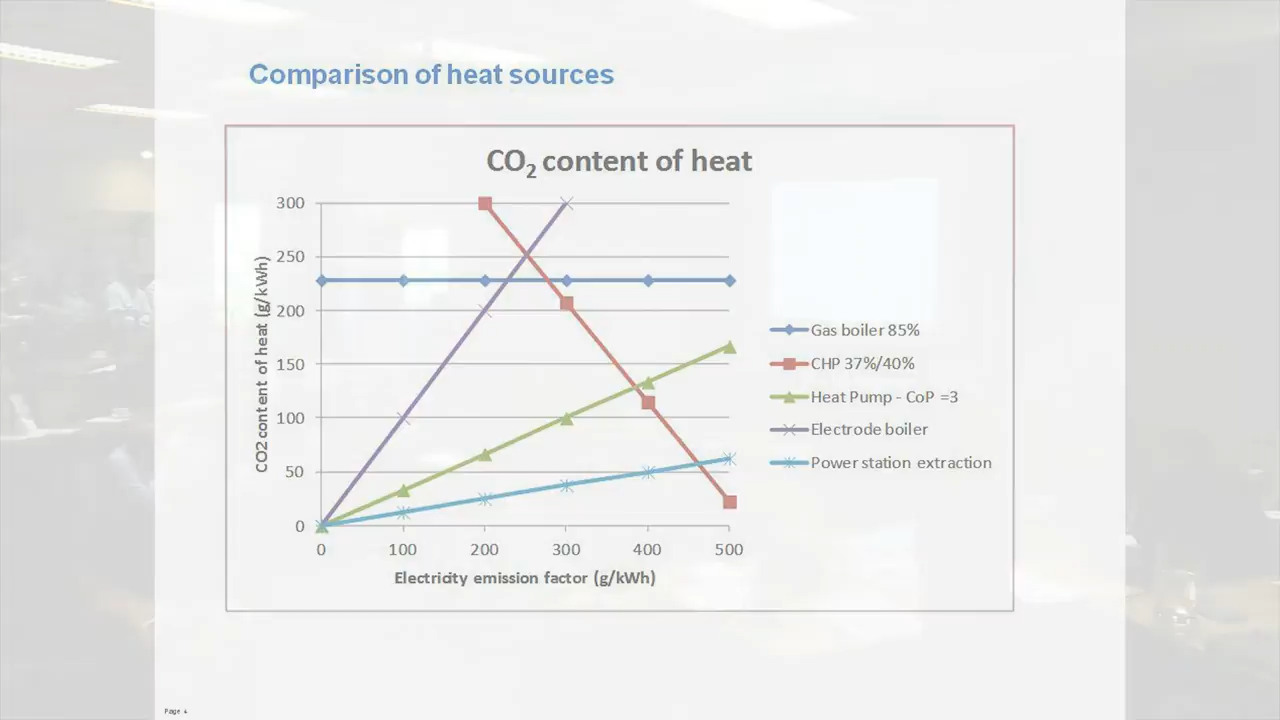 Comparison of heat sources
CO2 content of heat
300
250
200
150
100
50
0
CO2 content of heat (g/kWh)
0 100 200 300 400 500
Electricity emission factor (g/kWh)
Gas boiler 85%
CHP 37%/40%
Heat Pump - CoP =3
Electrode boiler
Power station extraction
Page 4